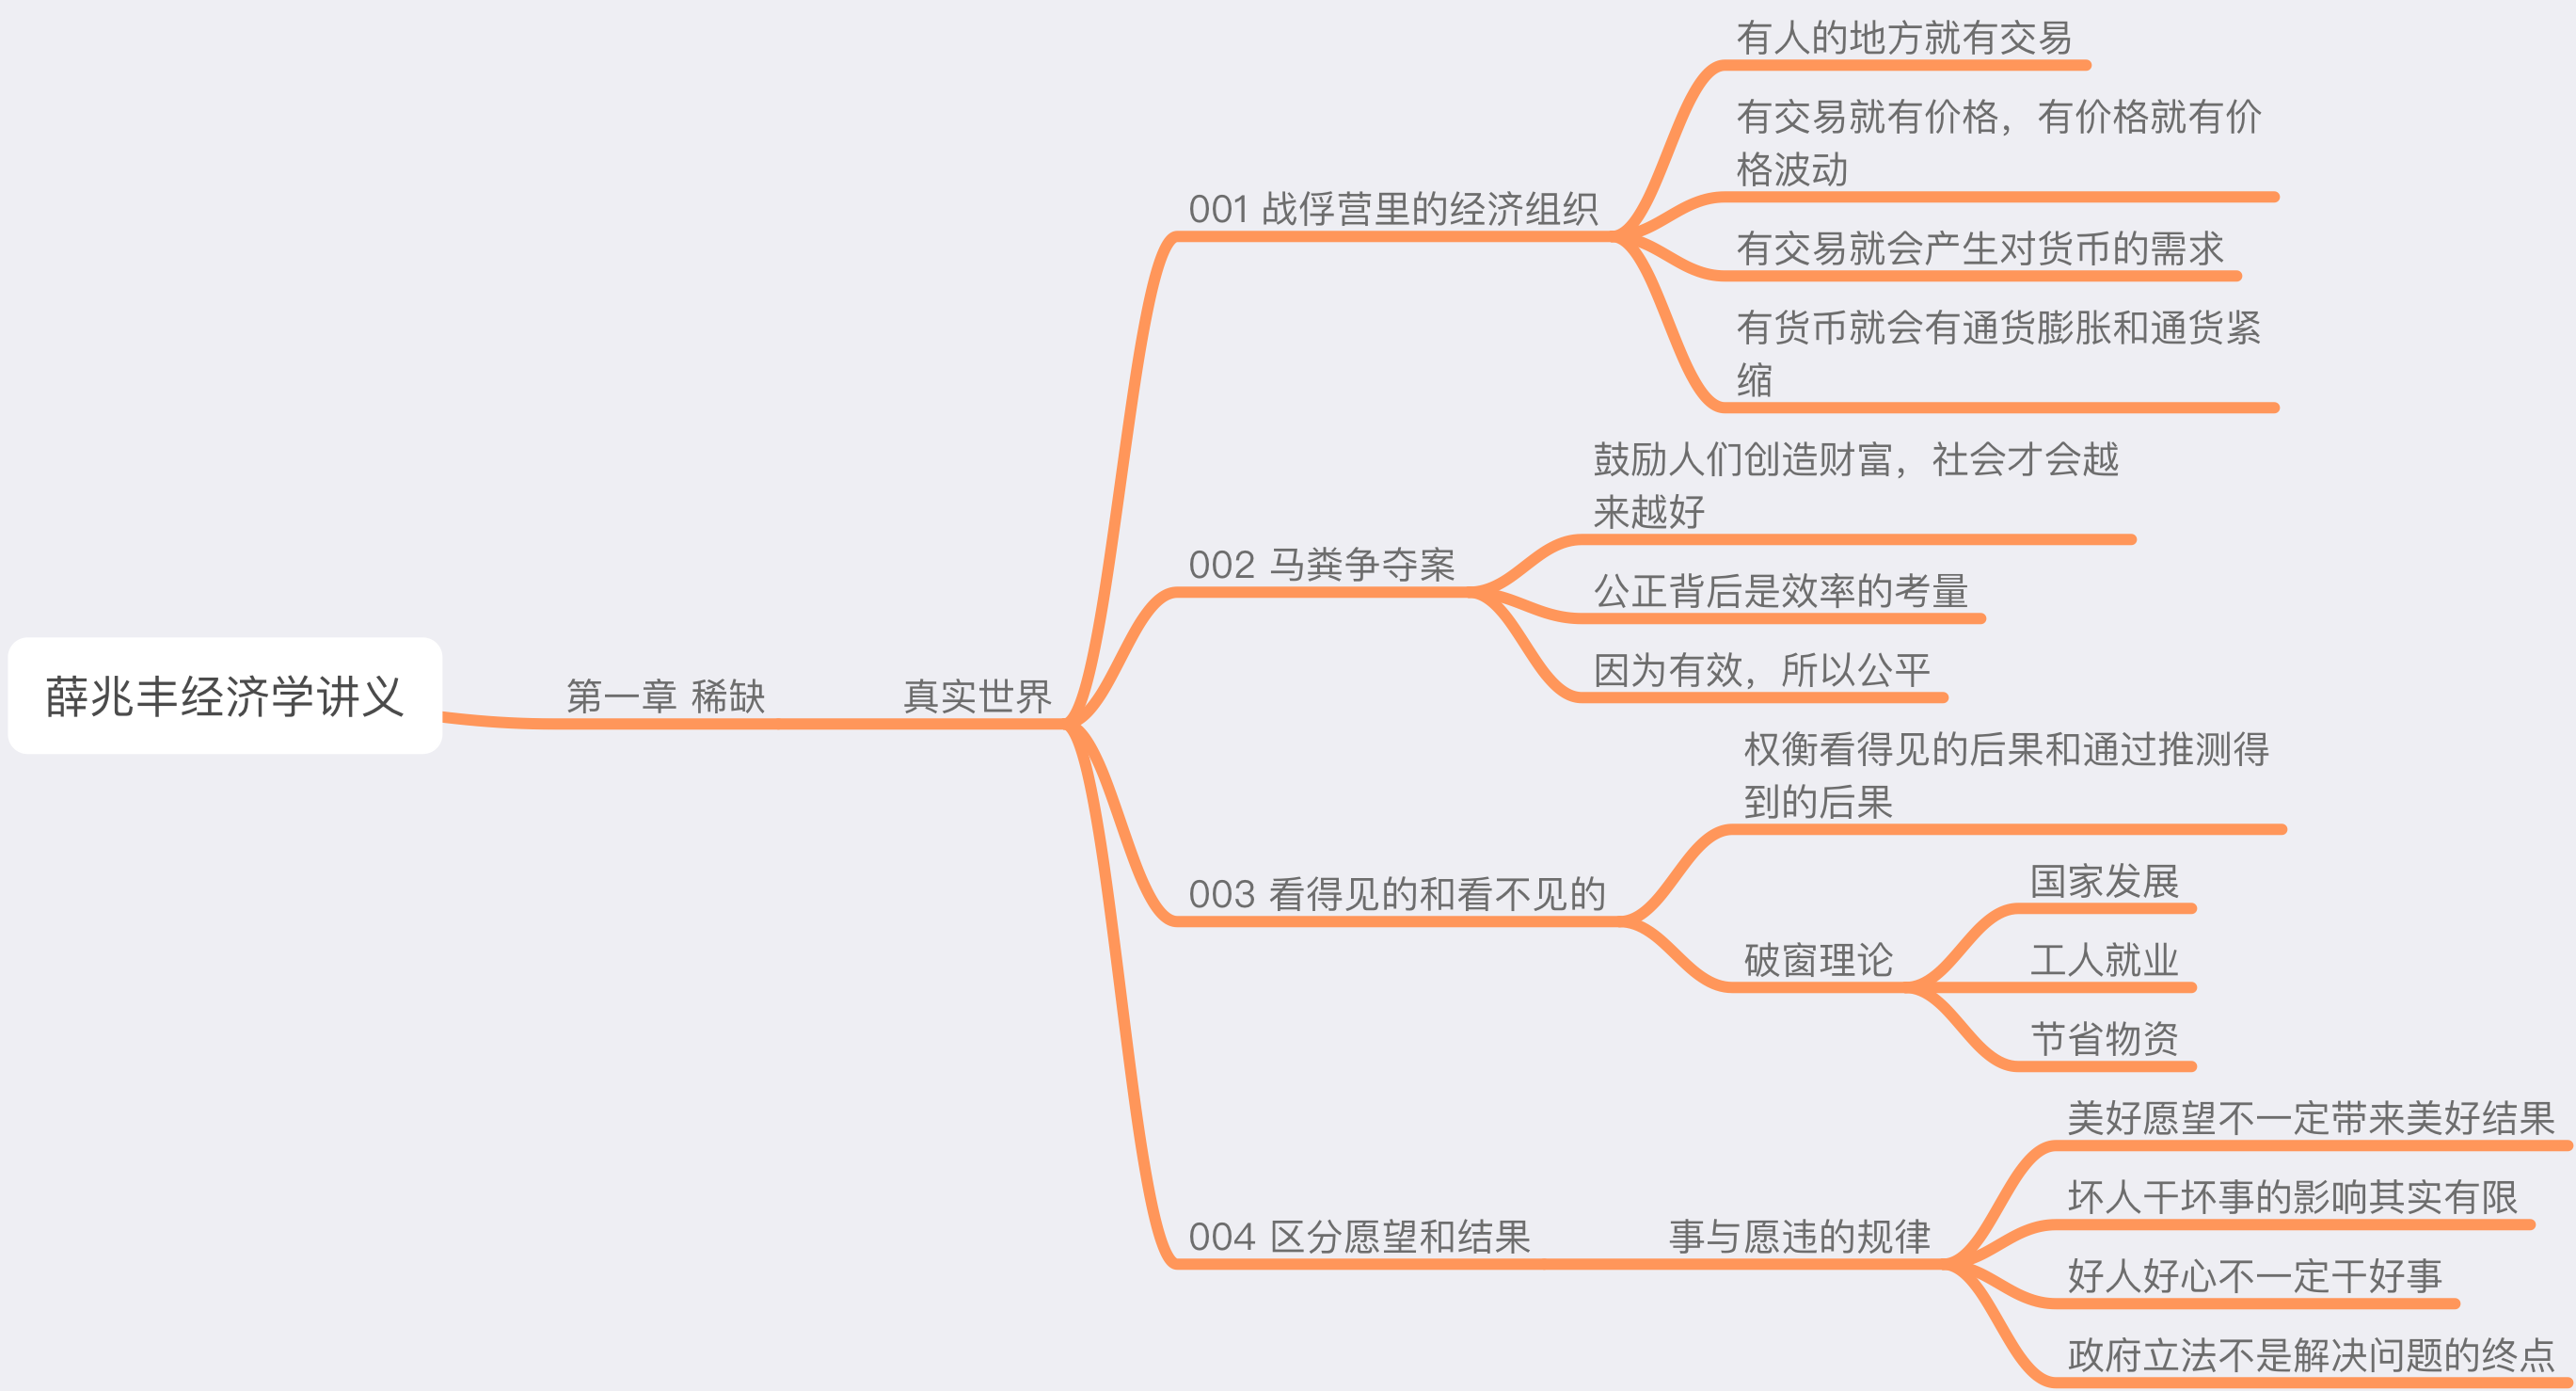 薛兆丰经济学讲义
第一章 稀缺
真实世界
001 战俘营里的经济组织
有人的地方就有交易
有交易就有价格，有价格就有价
格波动
有交易就会产生对货币的需求
有货币就会有通货膨胀和通货紧
缩
002 马粪争夺案
鼓励人们创造财富，社会才会越
来越好
公正背后是效率的考量
因为有效，所以公平
003 看得见的和看不见的
权衡看得见的后果和通过推测得
到的后果
破窗理论
国家发展
工人就业
节省物资
004 区分愿望和结果
事与愿违的规律
美好愿望不一定带来美好结果
坏人干坏事的影响其实有限
好人好心不一定干好事
政府立法不是解决问题的终点